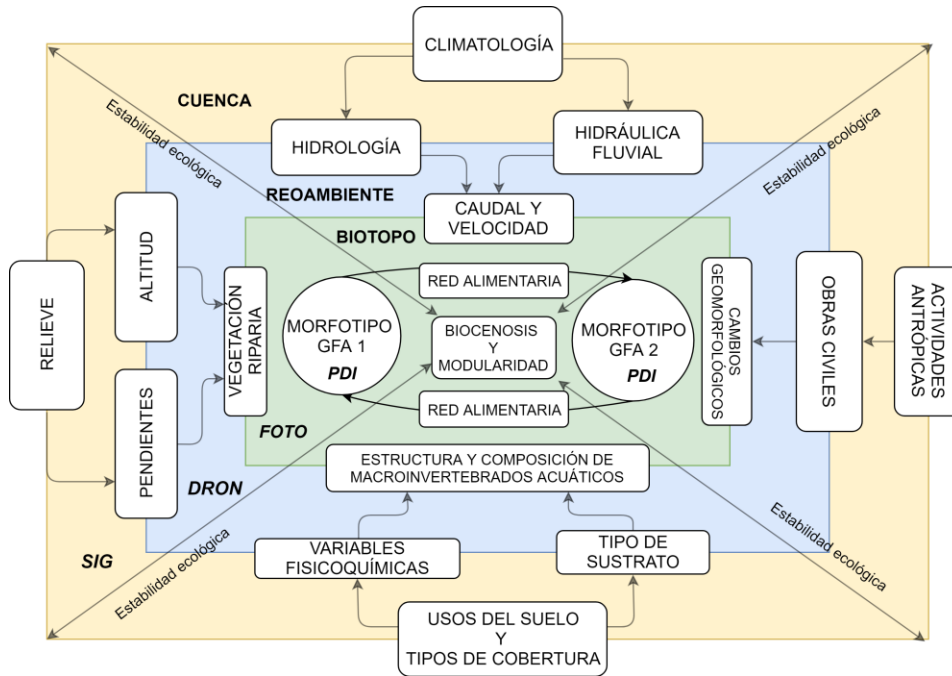 CLIMATOLOGÍA
CUENCA
Estabilidad ecológica
Estabilidad ecológica
HIDROLOGÍA
HIDRÁULICA
FLUVIAL
REOAMBIENTE
CAUDAL Y
VELOCIDAD
BIOTOPO
RELIEVE
ALTITUD
PENDIENTES
VEGETACIÓN
RIPARIA
RED ALIMENTARIA
MORFOTIPO
GFA 1
PDI
BIOCENOSIS
Y
MODULARIDAD
MORFOTIPO
GFA 2
PDI
RED ALIMENTARIA
CAMBIOS
GEOMORFOLÓGICOS
OBRAS CIVILES
ACTIVIDADES
ANTRÓPICAS
FOTO
ESTRUCTURA Y COMPOSICIÓN DE
MACROINVERTEBRADOS ACUÁTICOS
DRON
SIG
Estabilidad ecológica
Estabilidad ecológica
VARIABLES
FISICOQUÍMICAS
TIPO DE
SUSTRATO
USOS DEL SUELO
Y
TIPOS DE COBERTURA